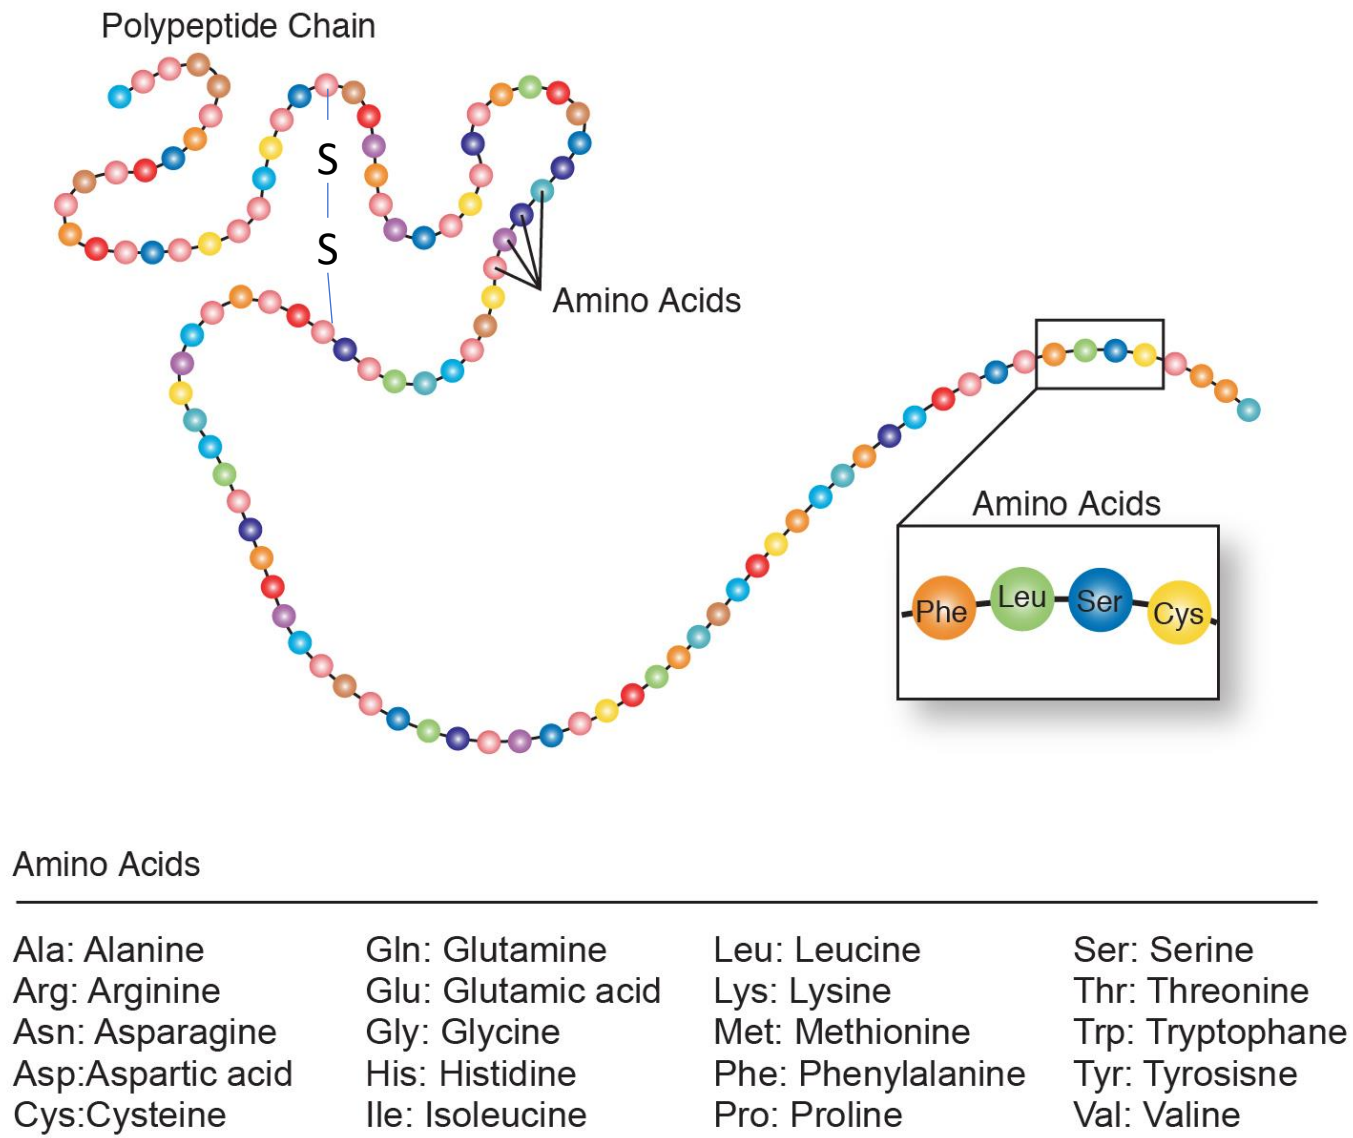 Polypeptide Chain
S
S
Amino Acids
Amino Acids
Phe Leu Ser Cys
Amino Acids
Ala: Alanine Gln: Glutamine Leu: Leucine Ser: Serine
Arg: Arginine Glu: Glutamic acid Lys: Lysine Thr: Threonine
Asn: Asparagine Gly: Glycine Met: Methionine Trp: Tryptophane
Asp:Aspartic acid His: Histidine Phe: Phenylalanine Tyr: Tyrosisne
Cys:Cysteine Ile: Isoleucine Pro: Proline Val: Valine